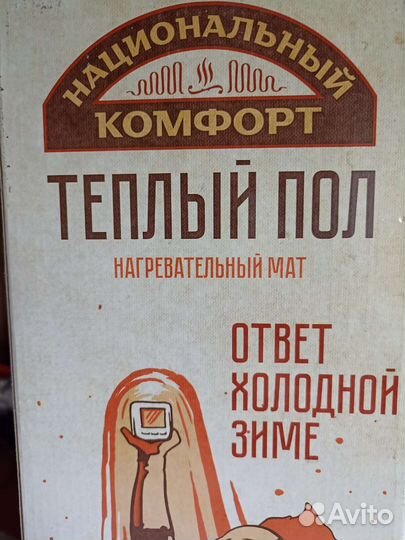 НАЦИОНАЛЬНЫЙ
КОМФОРТ
ТЕПЛЫЙ ПОЛ
НАГРЕВАТЕЛЬНЫЙ МАТ
ОТВЕТ
ХОЛОДНОЙ
ЗИМЕ
Avito